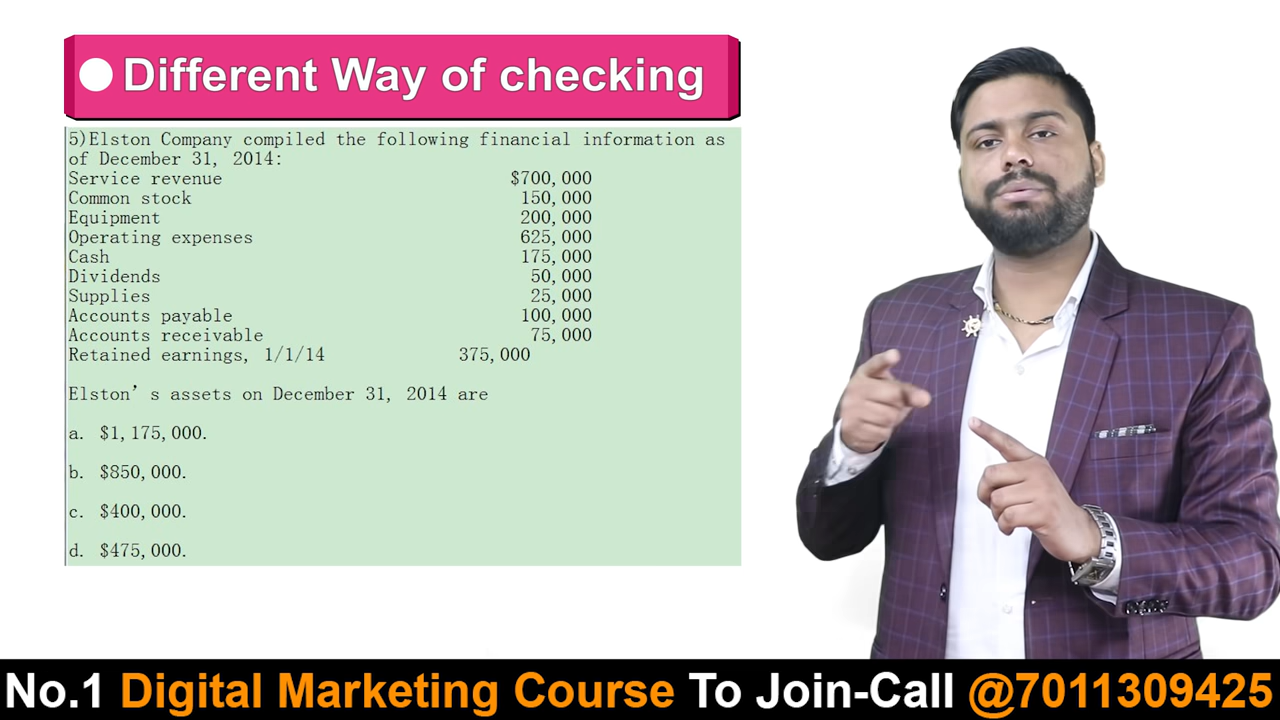 Different Way of checking
5)Elston Company compiled the following financial information as
of December 31, 2014:
Service revenue $700,000
Common stock 150,000
Equipment 200,000
Operating expenses 625,000
Cash 175,000
Dividends 50,000
Supplies 25,000
Accounts payable 100,000
Accounts receivable 75,000
Retained earnings, 1/1/14 375,000
Elston's assets on December 31, 2014 are
a. $1,175,000.
b. $850,000.
c. $400,000.
d. $475,000.
No.1 Digital Marketing Course To Join-Call @7011309425